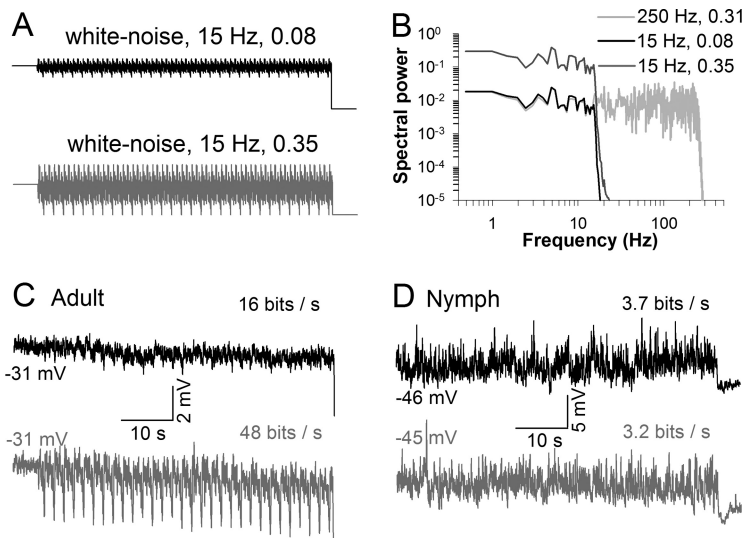 A
white-noise, 15 Hz, 0.08
white-noise, 15 Hz, 0.35
B
250 Hz, 0.31
15 Hz, 0.08
15 Hz, 0.35
Spectral power
10^0
10^-1
10^-2
10^-3
10^-4
10^-5
1
10
100
Frequency (Hz)
C Adult
16 bits / s
-31 mV
2 mV
10 s
-31 mV
48 bits / s
D Nymph
3.7 bits / s
-46 mV
5 mV
10 s
-45 mV
3.2 bits / s